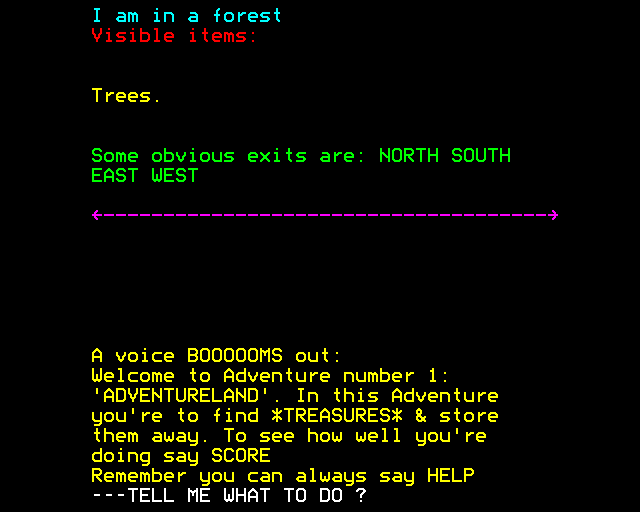 I am in a forest
Visible items:
Trees.
Some obvious exits are: NORTH SOUTH
EAST WEST
A voice BOOOOOMS out:
Welcome to Adventure number 1:
'ADVENTURELAND'. In this Adventure
you're to find *TREASURES* & store
them away. To see how well you're
doing say SCORE
Remember you can always say HELP
---TELL ME WHAT TO DO ?